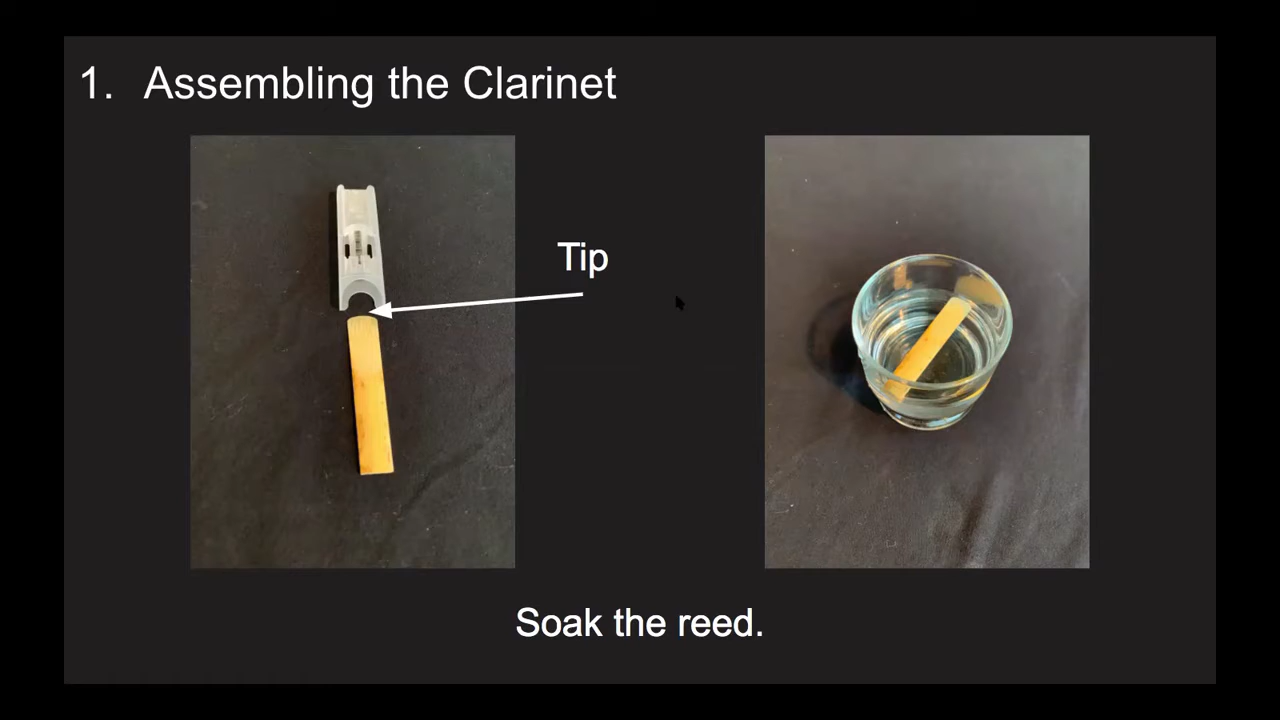 1. Assembling the Clarinet
Tip
Soak the reed.